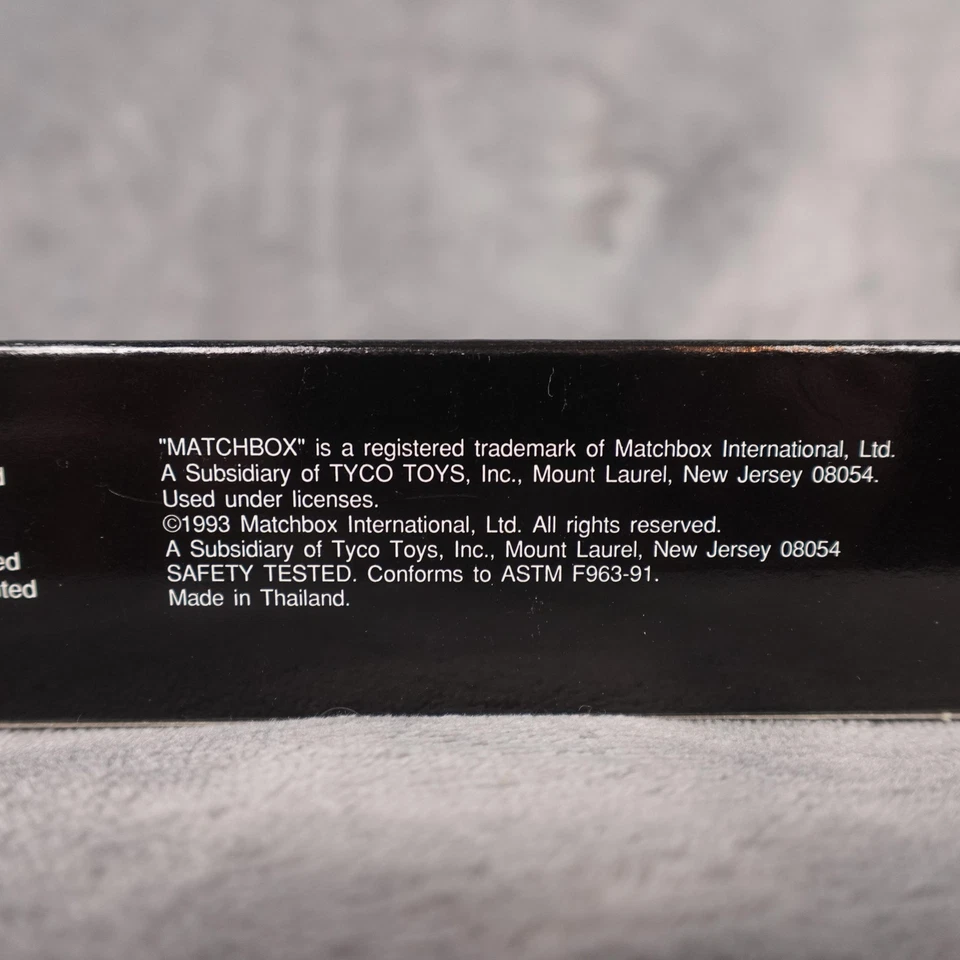 "MATCHBOX" is a registered trademark of Matchbox International, Ltd.
A Subsidiary of TYCO TOYS, Inc., Mount Laurel, New Jersey 08054.
Used under licenses.
©1993 Matchbox International, Ltd. All rights reserved.
A Subsidiary of Tyco Toys, Inc., Mount Laurel, New Jersey 08054
SAFETY TESTED. Conforms to ASTM F963-91.
Made in Thailand.